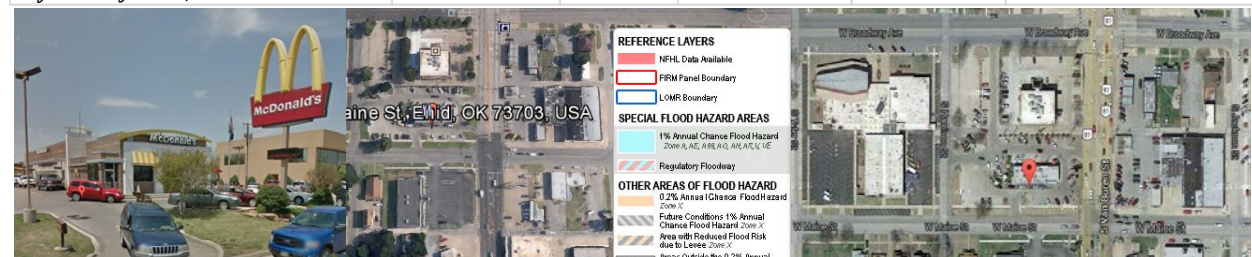 McDonald's
McDonald's
aine St, Enid, OK 73703, USA
REFERENCE LAYERS
NFHL Data Available
FIRM Panel Boundary
LOMR Boundary
SPECIAL FLOOD HAZARD AREAS
1% Annual Chance Flood Hazard
Zone A, AE, A99, AO, AH, AR, V, VE
Regulatory Floodway
OTHER AREAS OF FLOOD HAZARD
0.2% Annual Chance Flood Hazard
Zone X
Future Conditions 1% Annual
Chance Flood Hazard Zone X
Area with Reduced Flood Risk
due to Levee Zone X
W Broadway Ave
W Broadway Ave
W Broadway Ave
81
81
81
S Van Buren St
W Maine St
W Maine St
W Maine St